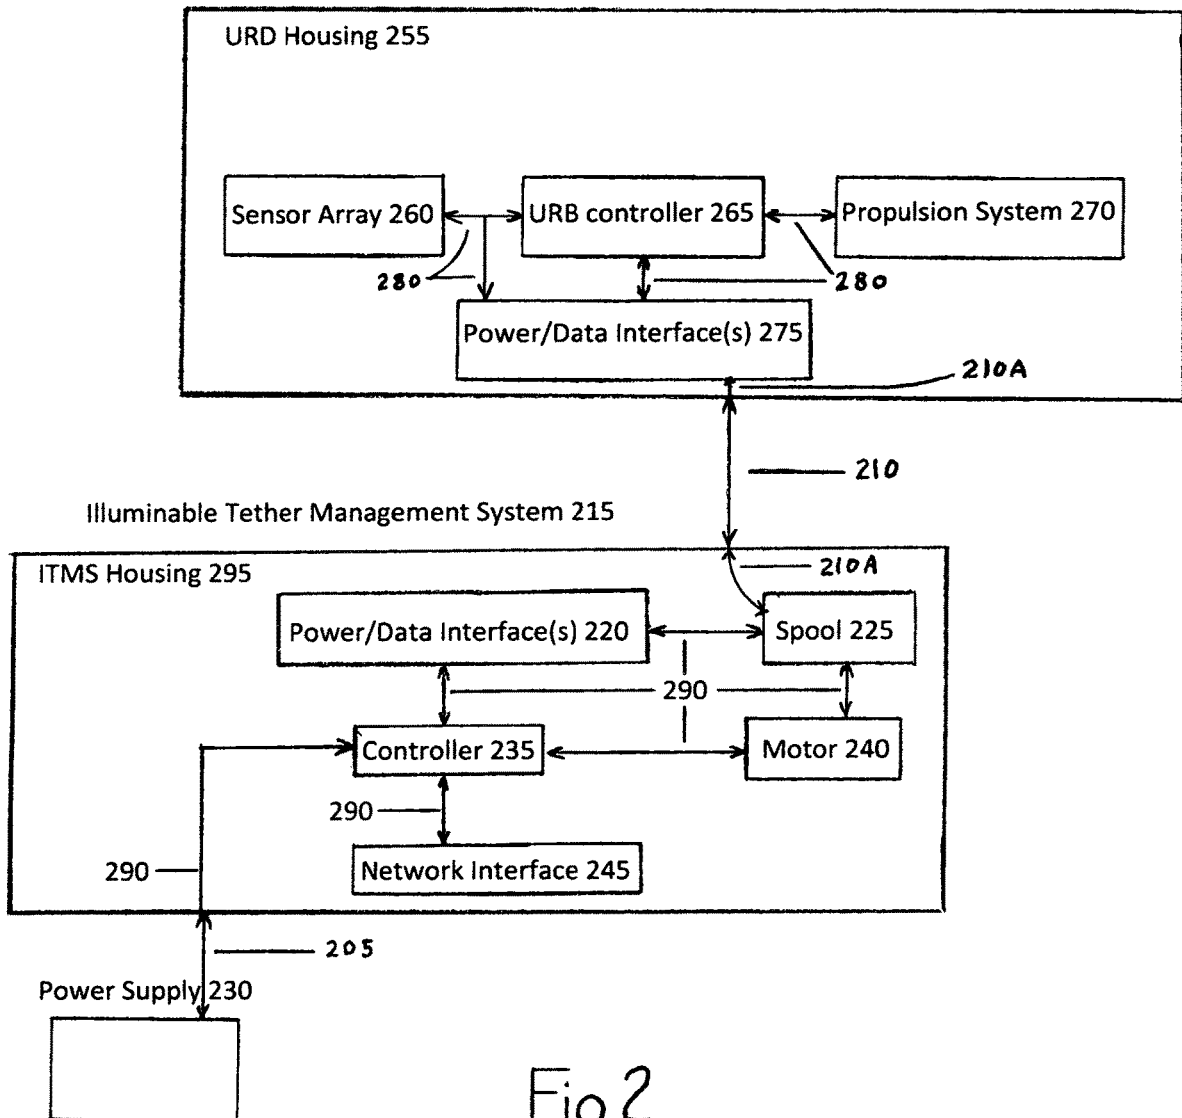 URD Housing 255
Sensor Array 260
URB controller 265
Propulsion System 270
280
280
Power/Data Interface(s) 275
210A
210
Illuminable Tether Management System 215
ITMS Housing 295
210A
Power/Data Interface(s) 220
Spool 225
290
Controller 235
Motor 240
290
290
Network Interface 245
205
Power Supply 230
Fig 2